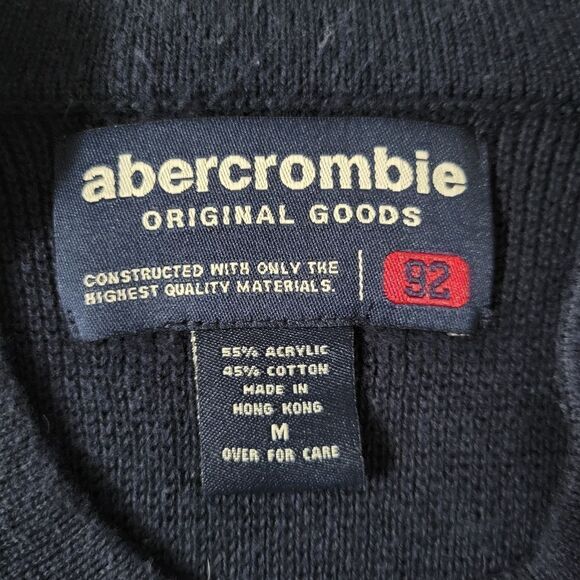 abercrombie
ORIGINAL GOODS
CONSTRUCTED WITH ONLY THE
HIGHEST QUALITY MATERIALS.
92
55% ACRYLIC
45% COTTON
MADE IN
HONG KONG
M
OVER FOR CARE